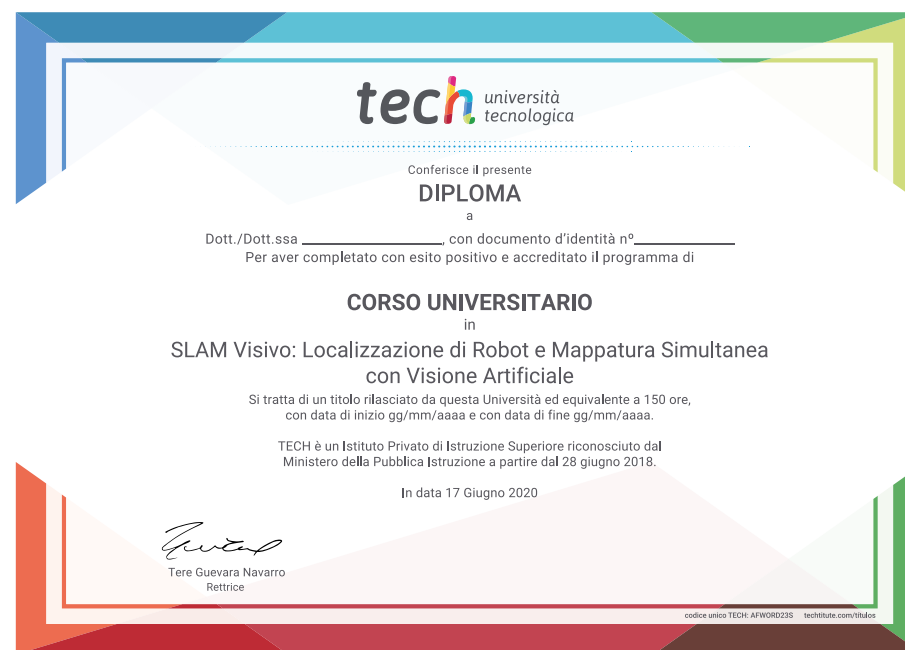 tech università
tecnologica
Conferisce il presente
DIPLOMA
a
Dott./Dott.ssa ____________________, con documento d'identità nº______________
Per aver completato con esito positivo e accreditato il programma di
CORSO UNIVERSITARIO
in
SLAM Visivo: Localizzazione di Robot e Mappatura Simultanea
con Visione Artificiale
Si tratta di un titolo rilasciato da questa Università ed equivalente a 150 ore,
con data di inizio gg/mm/aaaa e con data di fine gg/mm/aaaa.
TECH è un Istituto Privato di Istruzione Superiore riconosciuto dal
Ministero della Pubblica Istruzione a partire dal 28 giugno 2018.
In data 17 Giugno 2020
Tere Guevara Navarro
Rettrice
codice unico TECH: AFWORD23S techtitute.com/titulos